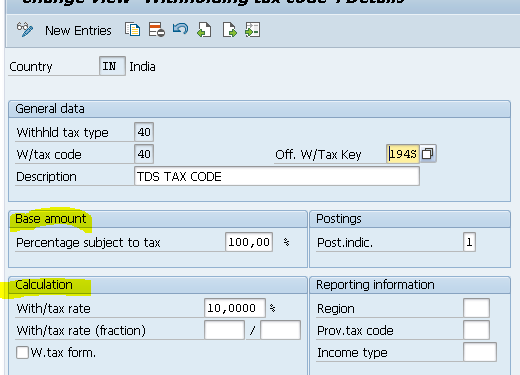 Change View "Withholding tax code": Details
New Entries
Country IN India
General data
Withhld tax type 40
W/tax code 40 Off. W/Tax Key 194S
Description TDS TAX CODE
Base amount Postings
Percentage subject to tax 100,00 % Post.indic. 1
Calculation Reporting information
With/tax rate 10,0000 % Region
With/tax rate (fraction) / Prov.tax code
W.tax form. Income type